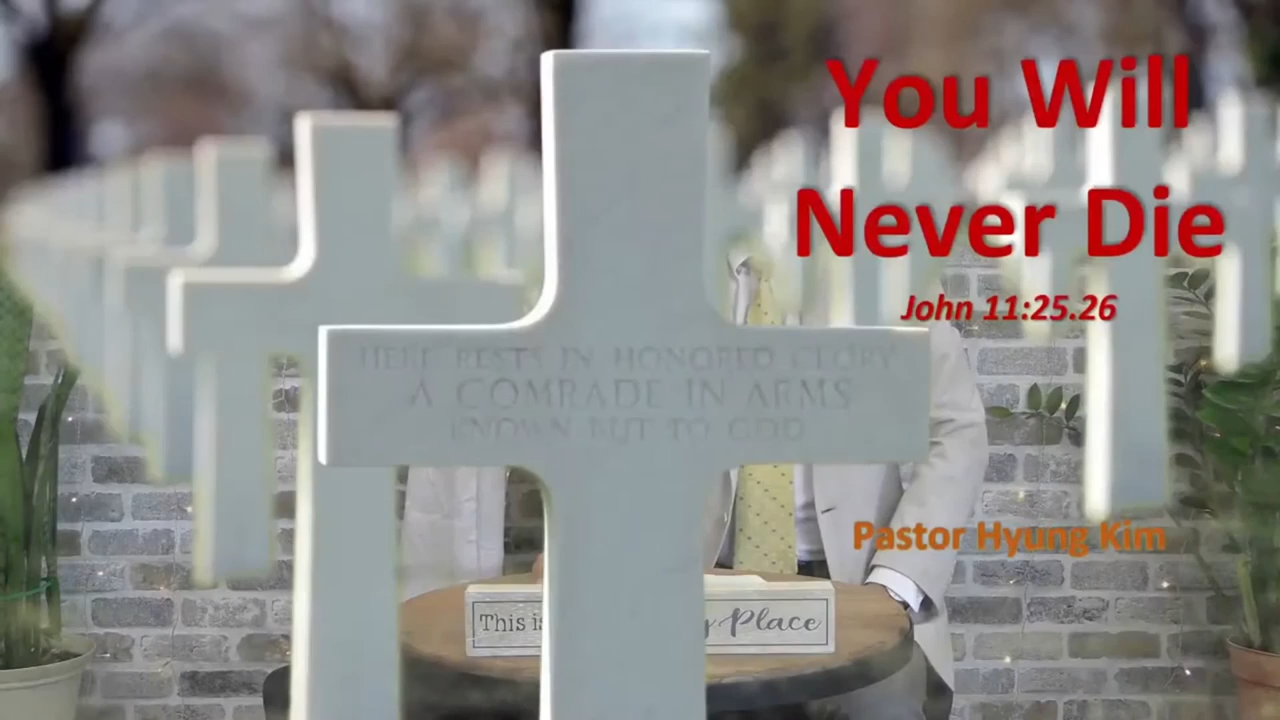 You Will
Never Die
John 11:25.26
HERE RESTS IN HONORED GLORY
A COMRADE IN ARMS
KNOWN BUT TO GOD
Pastor Hyung Kim
This is
Place